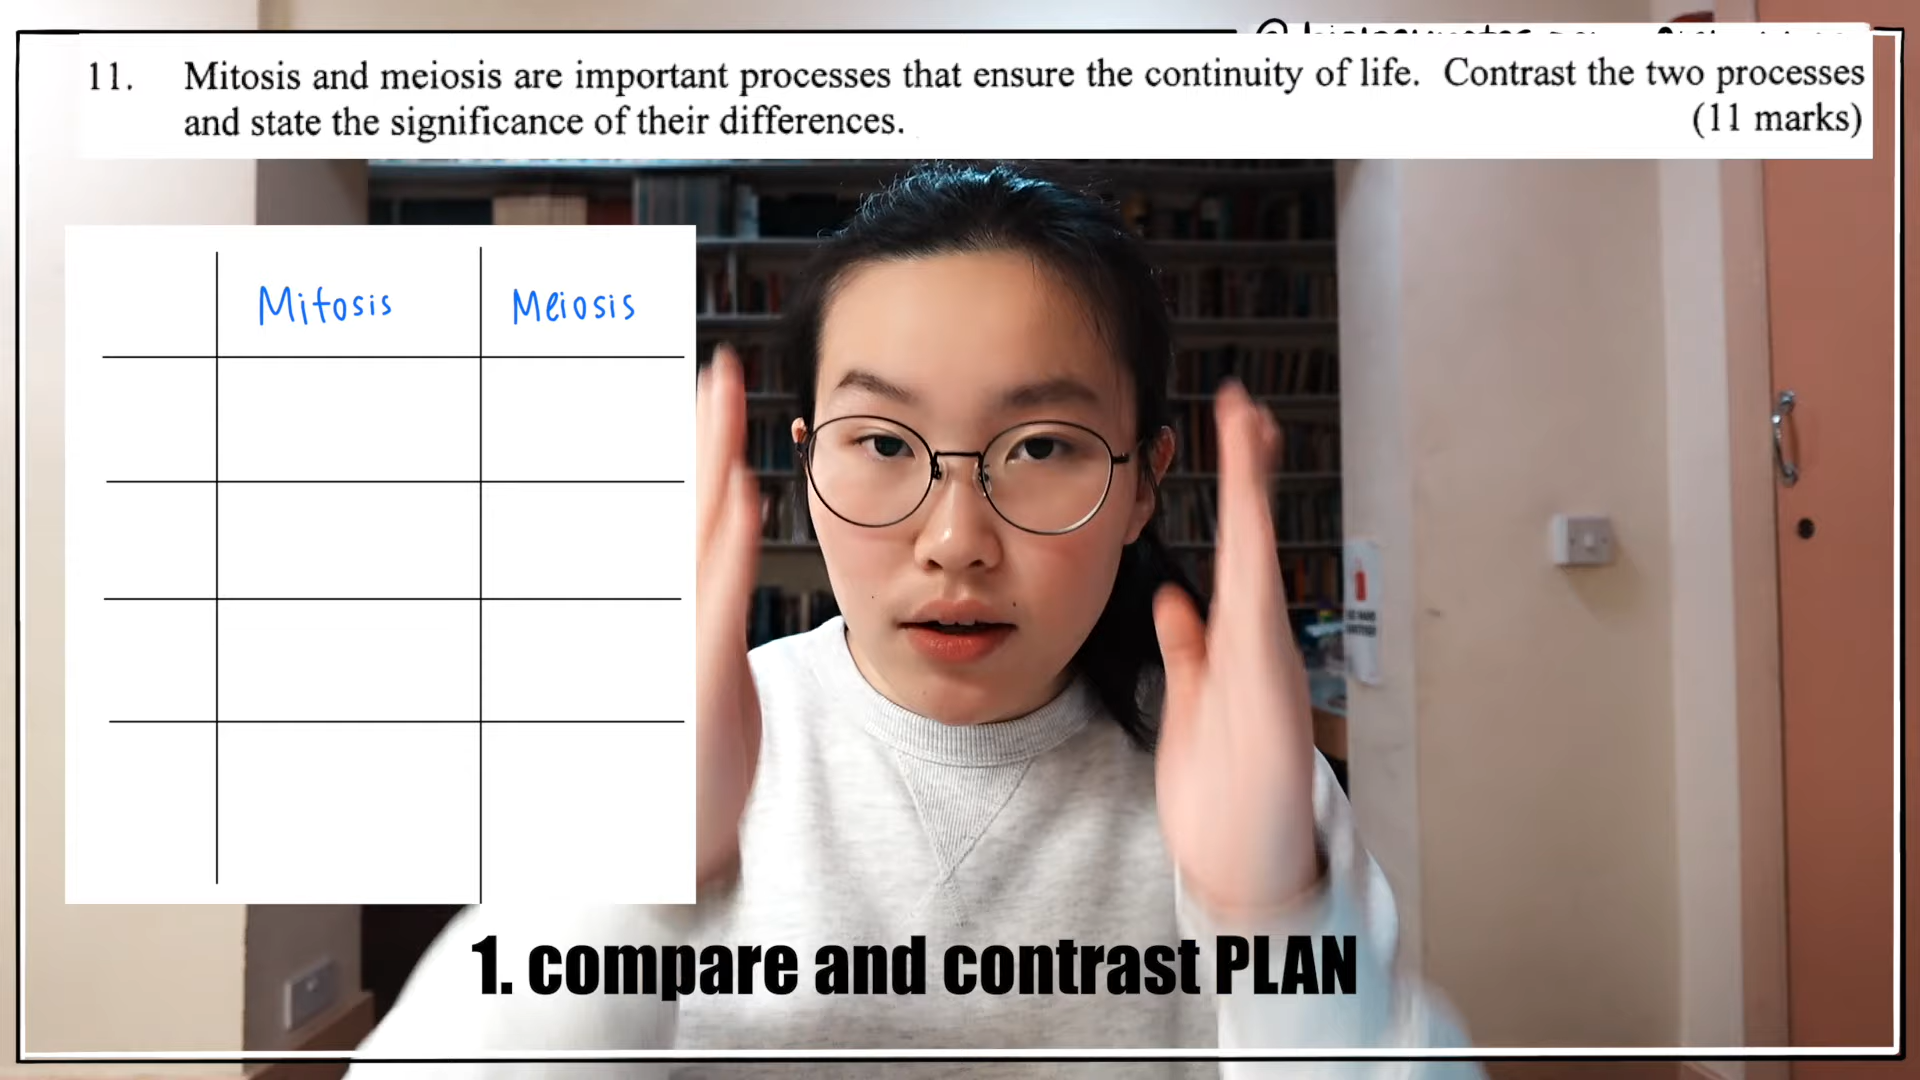 11. Mitosis and meiosis are important processes that ensure the continuity of life. Contrast the two processes
and state the significance of their differences. (11 marks)
Mitosis Meiosis
1. compare and contrast PLAN